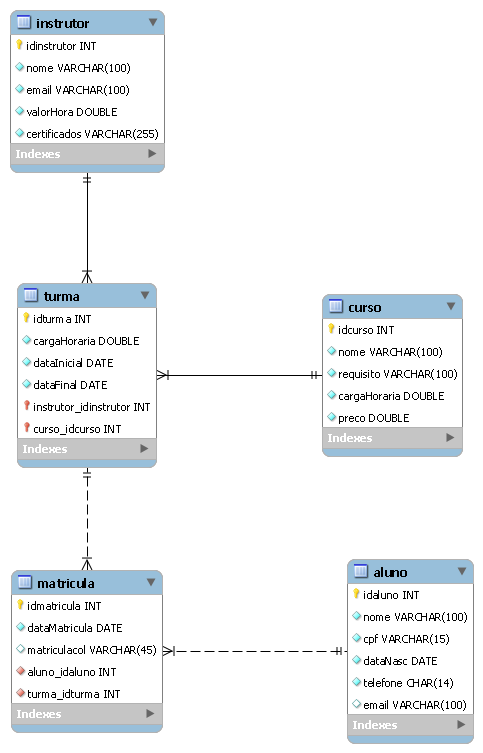 instrutor
idinstrutor INT
nome VARCHAR(100)
email VARCHAR(100)
valorHora DOUBLE
certificados VARCHAR(255)
Indexes
turma
idturma INT
cargaHoraria DOUBLE
dataInicial DATE
dataFinal DATE
instrutor_idinstrutor INT
curso_idcurso INT
Indexes
curso
idcurso INT
nome VARCHAR(100)
requisito VARCHAR(100)
cargaHoraria DOUBLE
preco DOUBLE
Indexes
matricula
idmatricula INT
dataMatricula DATE
matriculacol VARCHAR(45)
aluno_idaluno INT
turma_idturma INT
Indexes
aluno
idaluno INT
nome VARCHAR(100)
cpf VARCHAR(15)
dataNasc DATE
telefone CHAR(14)
email VARCHAR(100)
Indexes